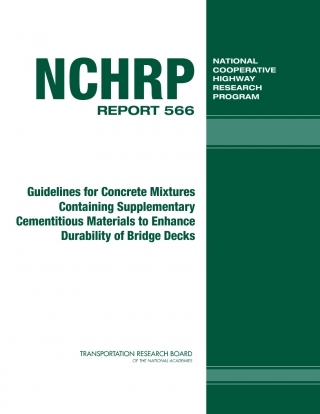 NCHRP
REPORT 566
NATIONAL
COOPERATIVE
HIGHWAY
RESEARCH
PROGRAM
Guidelines for Concrete Mixtures
Containing Supplementary
Cementitious Materials to Enhance
Durability of Bridge Decks
TRANSPORTATION RESEARCH BOARD
OF THE NATIONAL ACADEMIES